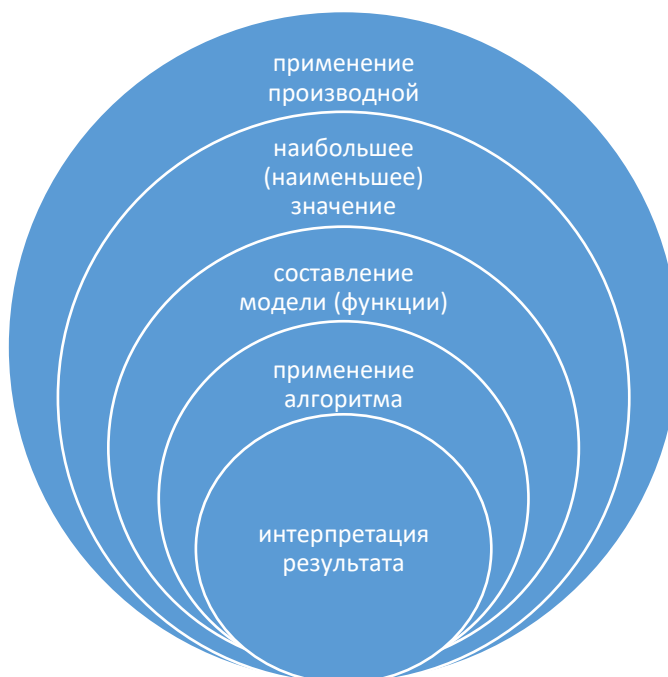 применение
производной
наибольшее
(наименьшее)
значение
составление
модели (функции)
применение
алгоритма
интерпретация
результата